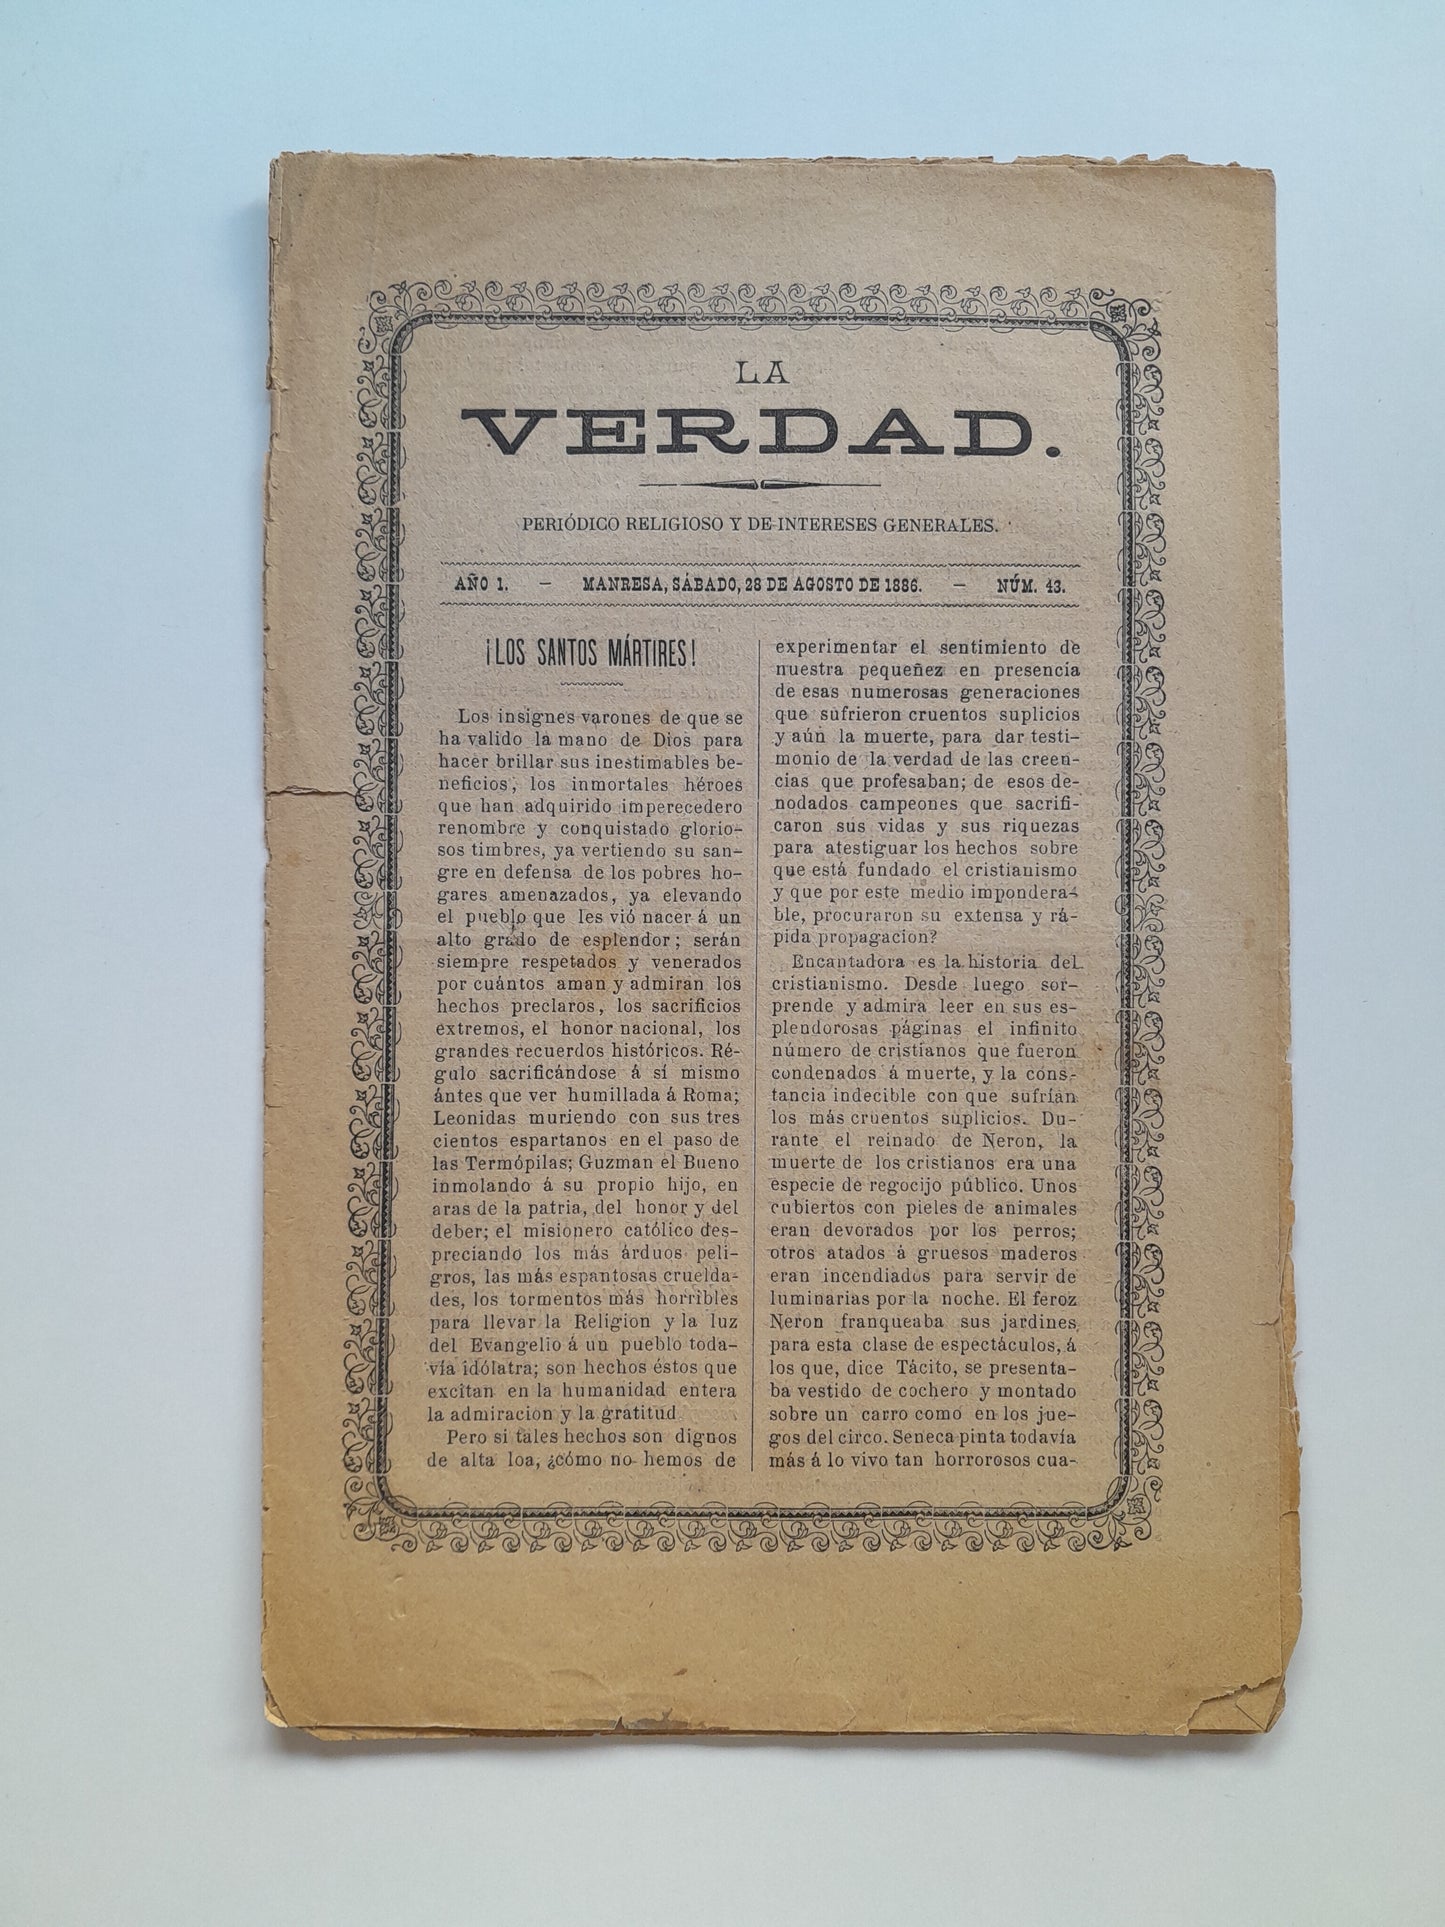 LA
VERDAD.
PERIÓDICO RELIGIOSO Y DE INTERESES GENERALES.
AÑO 1. — MANRESA, SÁBADO, 28 DE AGOSTO DE 1886. — NÚM. 43.
¡LOS SANTOS MÁRTIRES!
Los insignes varones de que se
ha valido la mano de Dios para
hacer brillar sus inestimables be-
neficios, los inmortales héroes
que han adquirido imperecedero
renombre y conquistado glorio-
sos timbres, ya vertiendo su san-
gre en defensa de los pobres ho-
gares amenazados, ya elevando
el pueblo que les vió nacer á un
alto grado de esplendor; serán
siempre respetados y venerados
por cuántos aman y admiran los
hechos preclaros, los sacrificios
extremos, el honor nacional, los
grandes recuerdos históricos. Ré-
gulo sacrificándose á sí mismo
ántes que ver humillada á Roma;
Leonidas muriendo con sus tres
cientos espartanos en el paso de
las Termópilas; Guzman el Bueno
inmolando á su propio hijo, en
aras de la patria, del honor y del
deber; el misionero católico des-
preciando los más árduos peli-
gros, las más espantosas cruelda-
des, los tormentos más horribles
para llevar la Religion y la luz
del Evangelio á un pueblo toda-
vía idólatra; son hechos éstos que
excitan en la humanidad entera
la admiracion y la gratitud.
Pero si tales hechos son dignos
de alta loa, ¿cómo no hemos de
experimentar el sentimiento de
nuestra pequeñez en presencia
de esas numerosas generaciones
que sufrieron cruentos suplicios
y aún la muerte, para dar testi-
monio de la verdad de las creen-
cias que profesaban; de esos de-
nodados campeones que sacrifi-
caron sus vidas y sus riquezas
para atestiguar los hechos sobre
que está fundado el cristianismo
y que por este medio impondera-
ble, procuraron su extensa y rá-
pida propagacion?
Encantadora es la historia del
cristianismo. Desde luego sor-
prende y admira leer en sus es-
plendorosas páginas el infinito
número de cristianos que fueron
condenados á muerte, y la cons-
tancia indecible con que sufrían
los más cruentos suplicios. Du-
rante el reinado de Neron, la
muerte de los cristianos era una
especie de regocijo público. Unos
cubiertos con pieles de animales
eran devorados por los perros;
otros atados á gruesos maderos
eran incendiados para servir de
luminarias por la noche. El feroz
Neron franqueaba sus jardines
para esta clase de espectáculos, á
los que, dice Tácito, se presenta-
ba vestido de cochero y montado
sobre un carro como en los jue-
gos del circo. Seneca pinta todavía
más á lo vivo tan horrorosos cua-